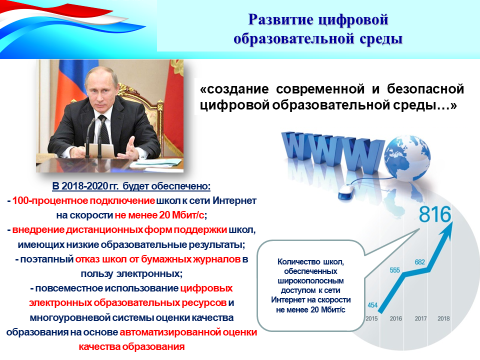 Развитие цифровой
образовательной среды
«создание современной и безопасной
цифровой образовательной среды…»
WWW
В 2018-2020 гг. будет обеспечено:
- 100-процентное подключение школ к сети Интернет
на скорости не менее 20 Мбит/с;
- внедрение дистанционных форм поддержки школ,
имеющих низкие образовательные результаты;
- поэтапный отказ школ от бумажных журналов в
пользу электронных;
- повсеместное использование цифровых
электронных образовательных ресурсов и
многоуровневой системы оценки качества
образования на основе автоматизированной оценки
качества образования
Количество школ,
обеспеченных
широкополосным
доступом к сети
Интернет на скорости
не менее 20 Мбит/с
816
682
555
454
2015 2016 2017 2018